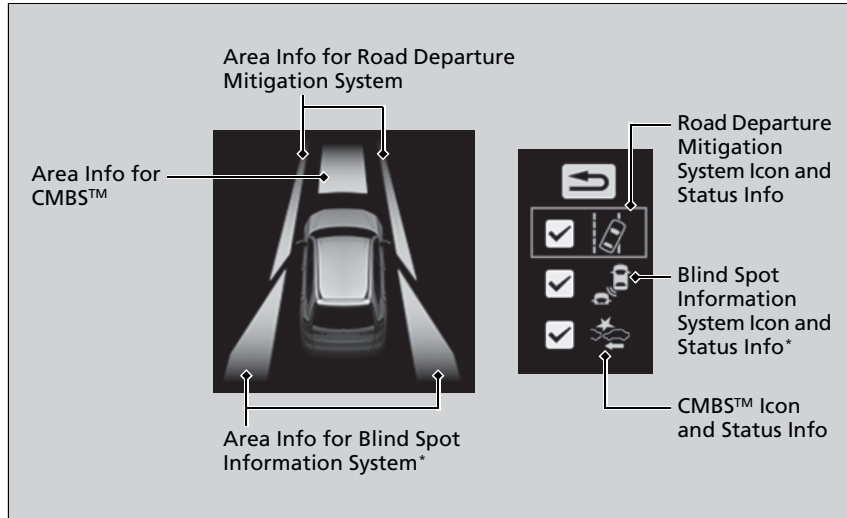 Area Info for Road Departure
Mitigation System
Area Info for
CMBS™
Area Info for Blind Spot
Information System*
Road Departure
Mitigation
System Icon and
Status Info
Blind Spot
Information
System Icon and
Status Info*
CMBS™ Icon
and Status Info